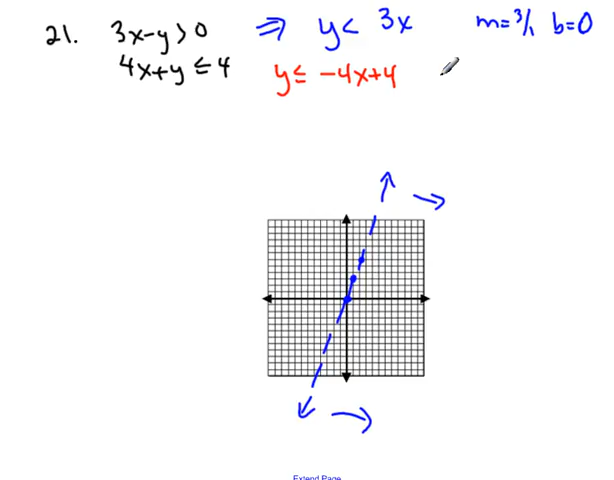 21. 3x-y>0 ⇒ y< 3x m=3/1 b=0
4x+y≤4 y≤ -4x+4
Extend Page